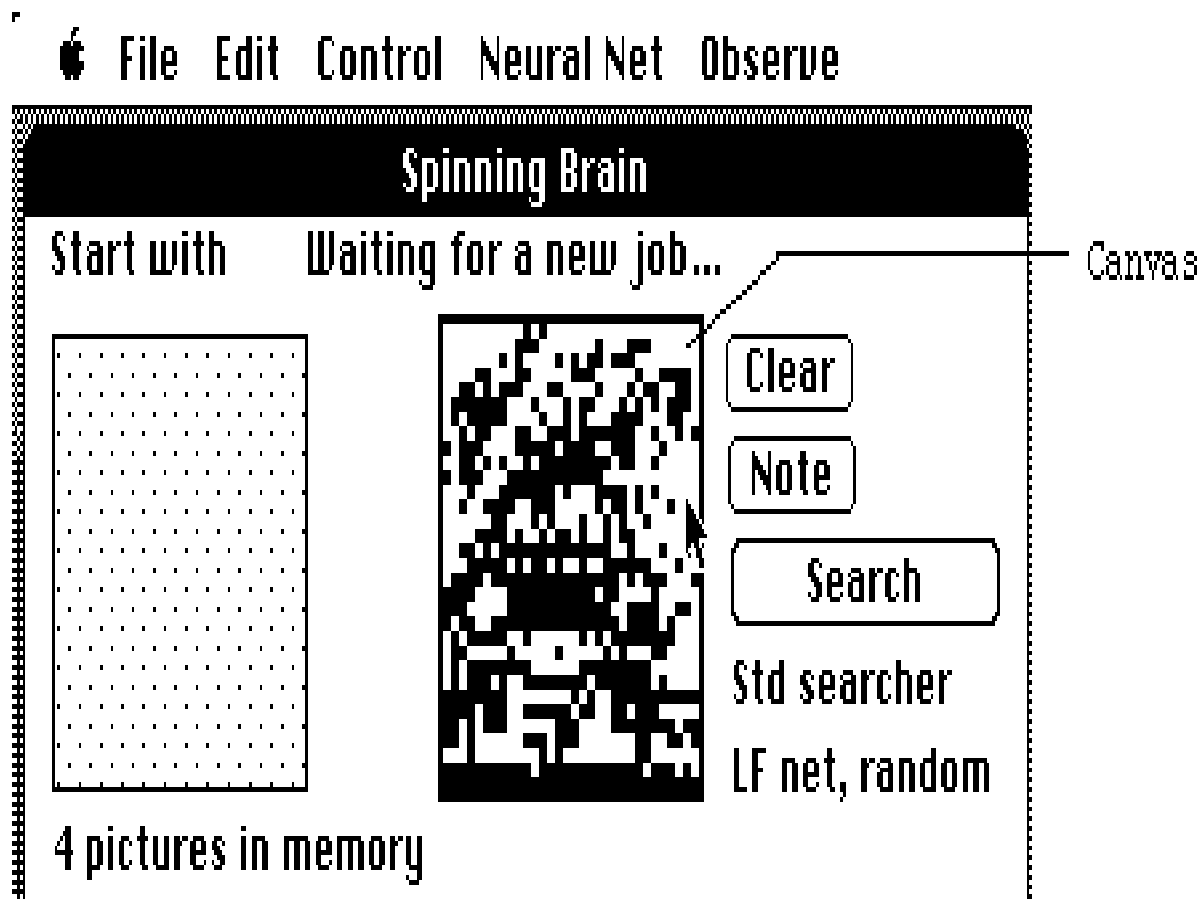 File Edit Control Neural Net Observe
Spinning Brain
Start with Waiting for a new job...
Canvas
Clear
Note
Search
Std searcher
LF net, random
4 pictures in memory